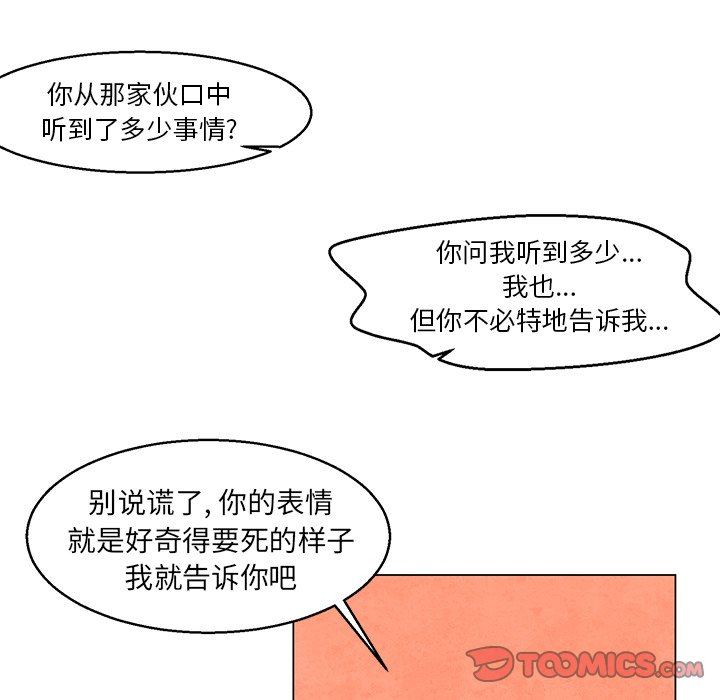 你从那家伙口中
听到了多少事情?
你问我听到多少...
我也...
但你不必特地告诉我...
别说谎了, 你的表情
就是好奇得要死的样子
我就告诉你吧
TOOMICS.COM